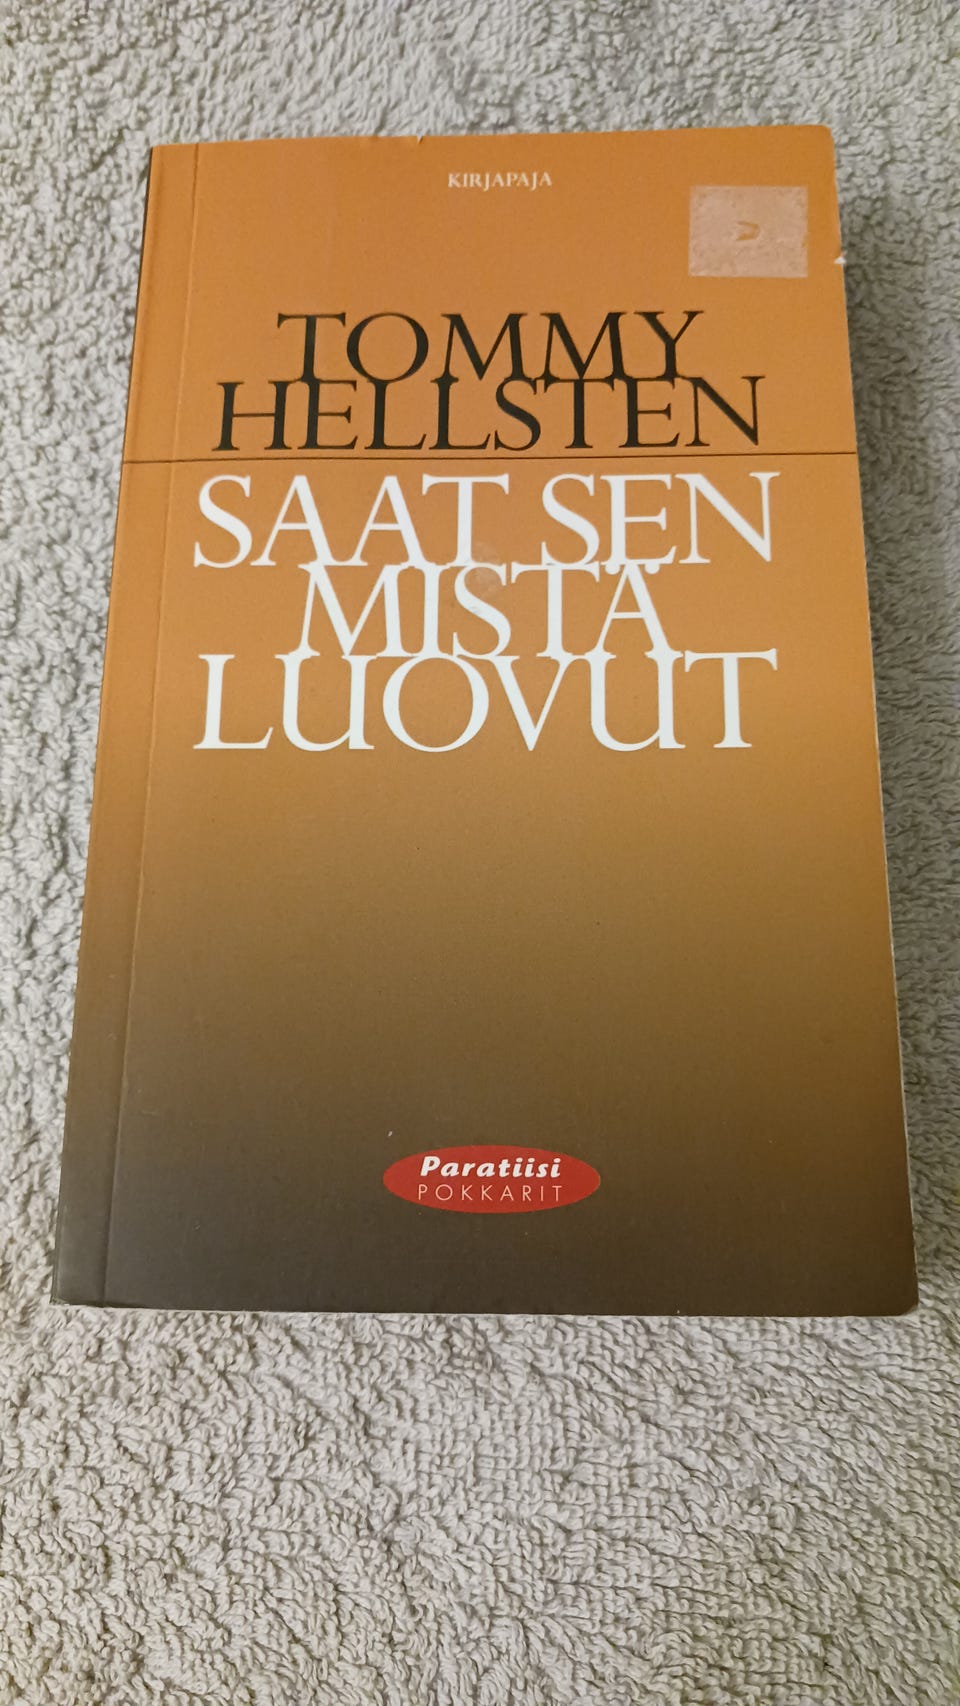 KIRJAPAJA
TOMMY
HELLSTEN
SAAT SEN
MISTÄ
LUOVUT
Paratiisi
POKKARIT